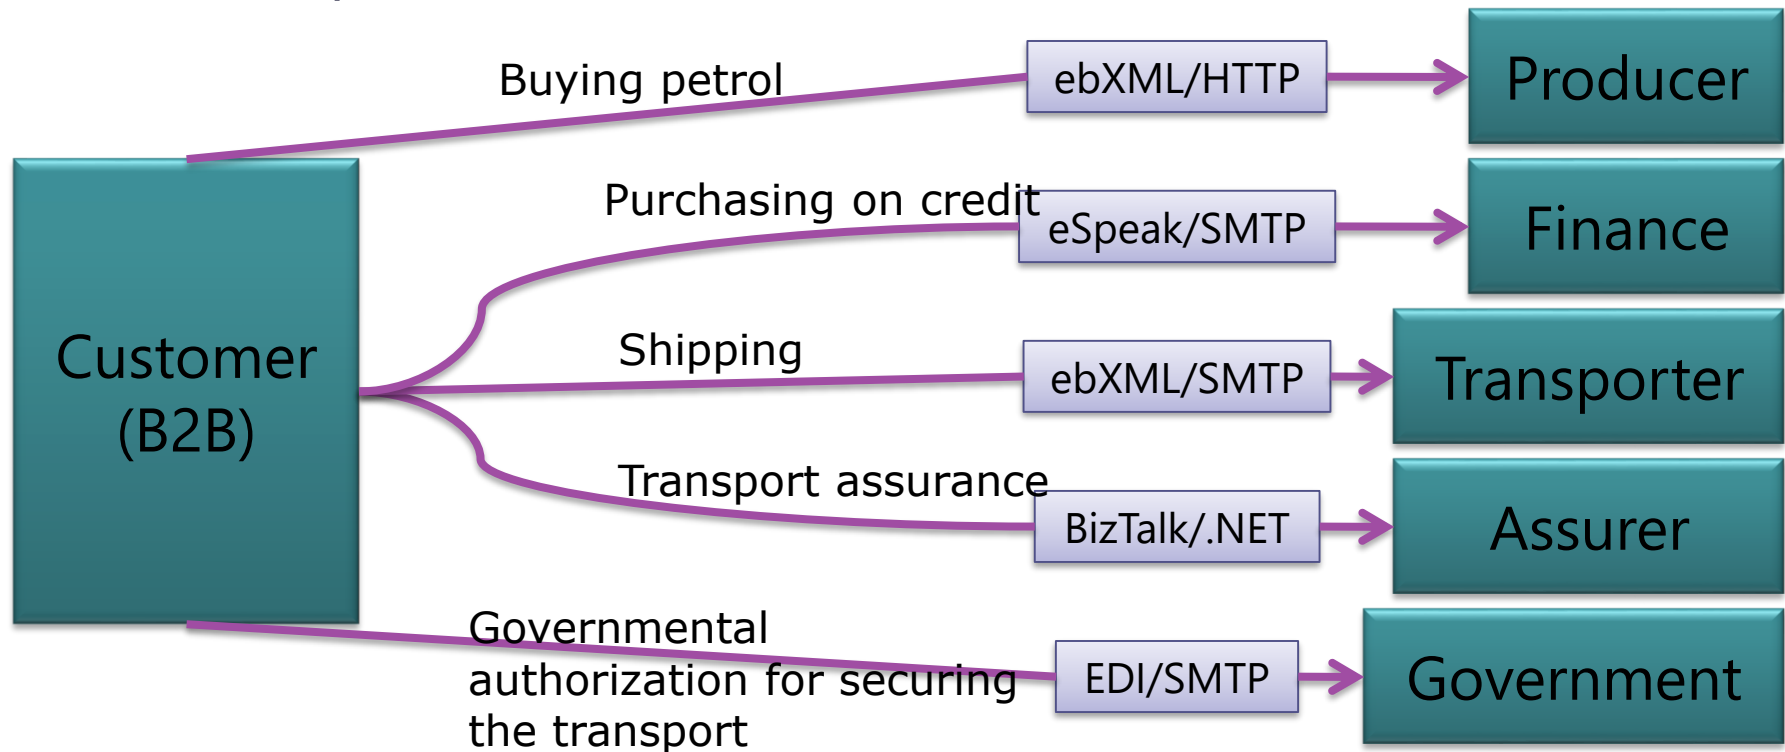 Buying petrol
ebXML/HTTP
Producer
Purchasing on credit
eSpeak/SMTP
Finance
Customer
(B2B)
Shipping
ebXML/SMTP
Transporter
Transport assurance
BizTalk/.NET
Assurer
Governmental
authorization for securing
the transport
EDI/SMTP
Government